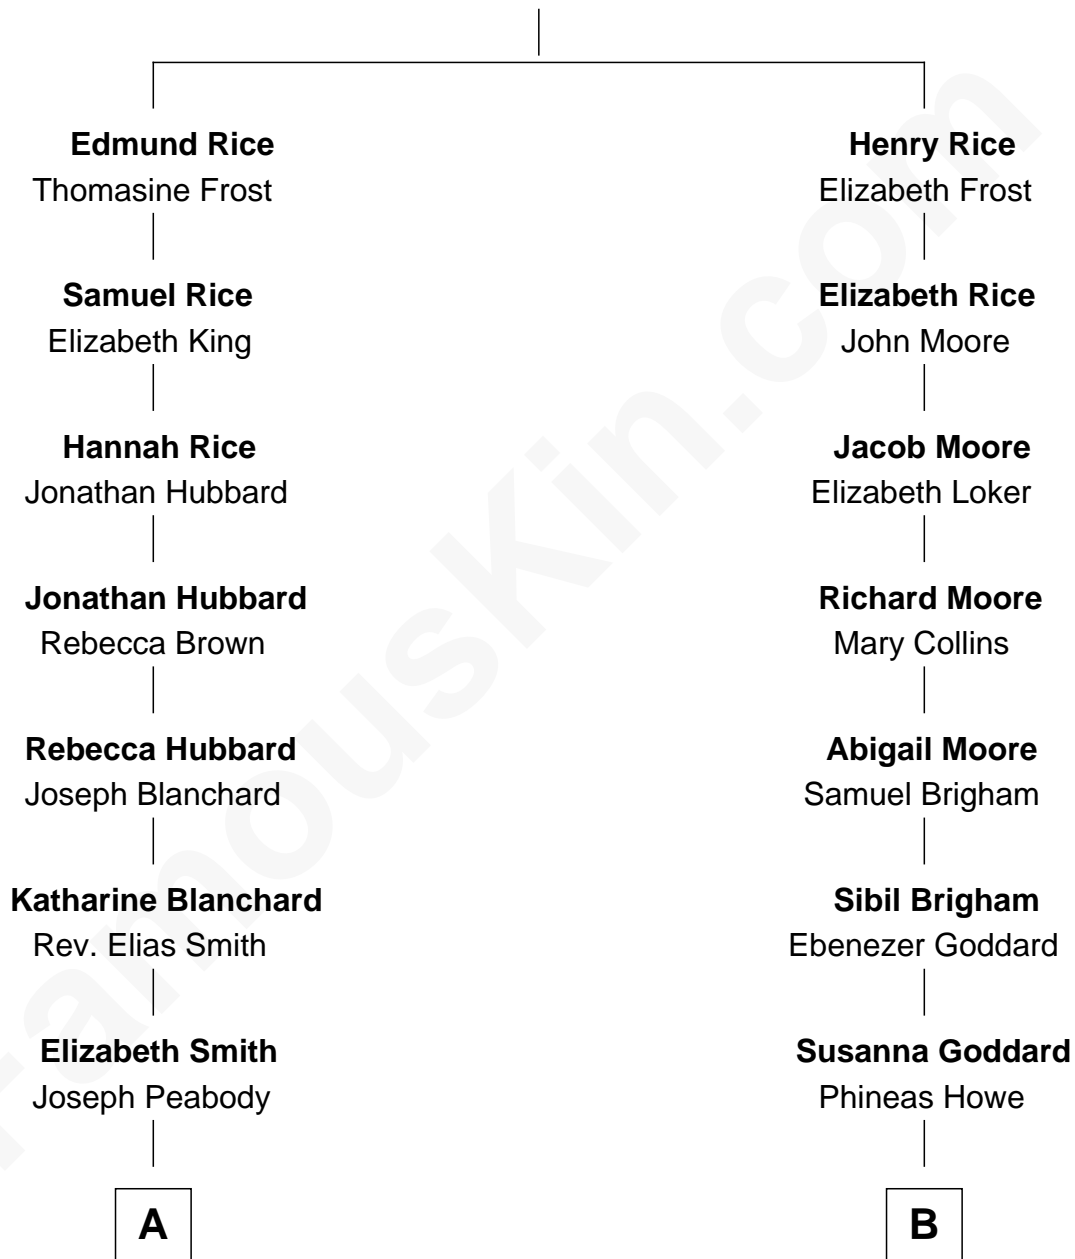 Edmund Rice
Thomasine Frost
Samuel Rice
Elizabeth King
Hannah Rice
Jonathan Hubbard
Jonathan Hubbard
Rebecca Brown
Rebecca Hubbard
Joseph Blanchard
Katharine Blanchard
Rev. Elias Smith
Elizabeth Smith
Joseph Peabody
A
Henry Rice
Elizabeth Frost
Elizabeth Rice
John Moore
Jacob Moore
Elizabeth Loker
Richard Moore
Mary Collins
Abigail Moore
Samuel Brigham
Sibil Brigham
Ebenezer Goddard
Susanna Goddard
Phineas Howe
B
FamousKin.com